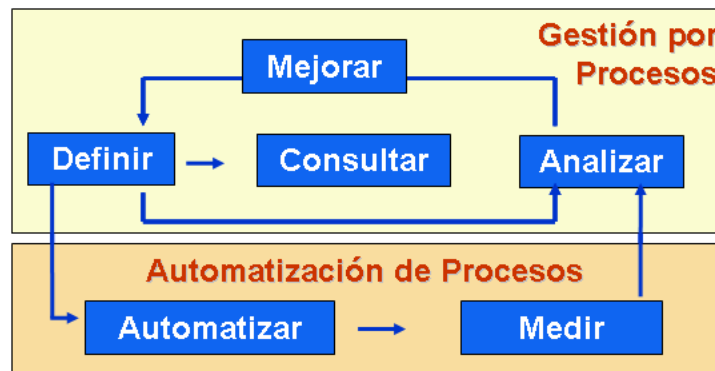 Gestión por
Procesos
Mejorar
Definir
Consultar
Analizar
Automatización de Procesos
Automatizar
Medir